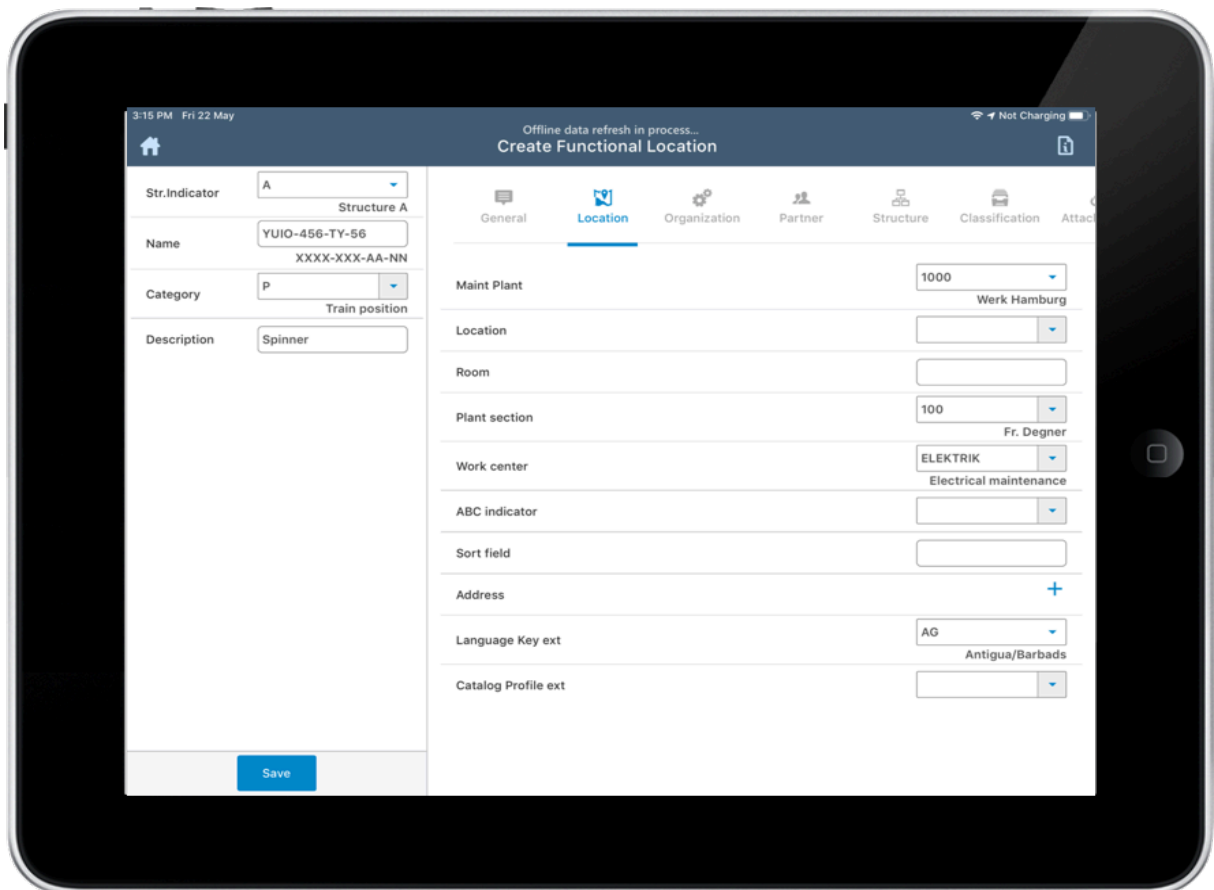 3:15 PM Fri 22 May
Not Charging
Offline data refresh in process...
Create Functional Location
Str.Indicator
A
Structure A
Name
YUIO-456-TY-56
XXXX-XXX-AA-NN
Category
P
Train position
Description
Spinner
Save
General
Location
Organization
Partner
Structure
Classification
Attac
Maint Plant
1000
Werk Hamburg
Location
Room
Plant section
100
Fr. Degner
Work center
ELEKTRIK
Electrical maintenance
ABC indicator
Sort field
Address
Language Key ext
AG
Antigua/Barbads
Catalog Profile ext